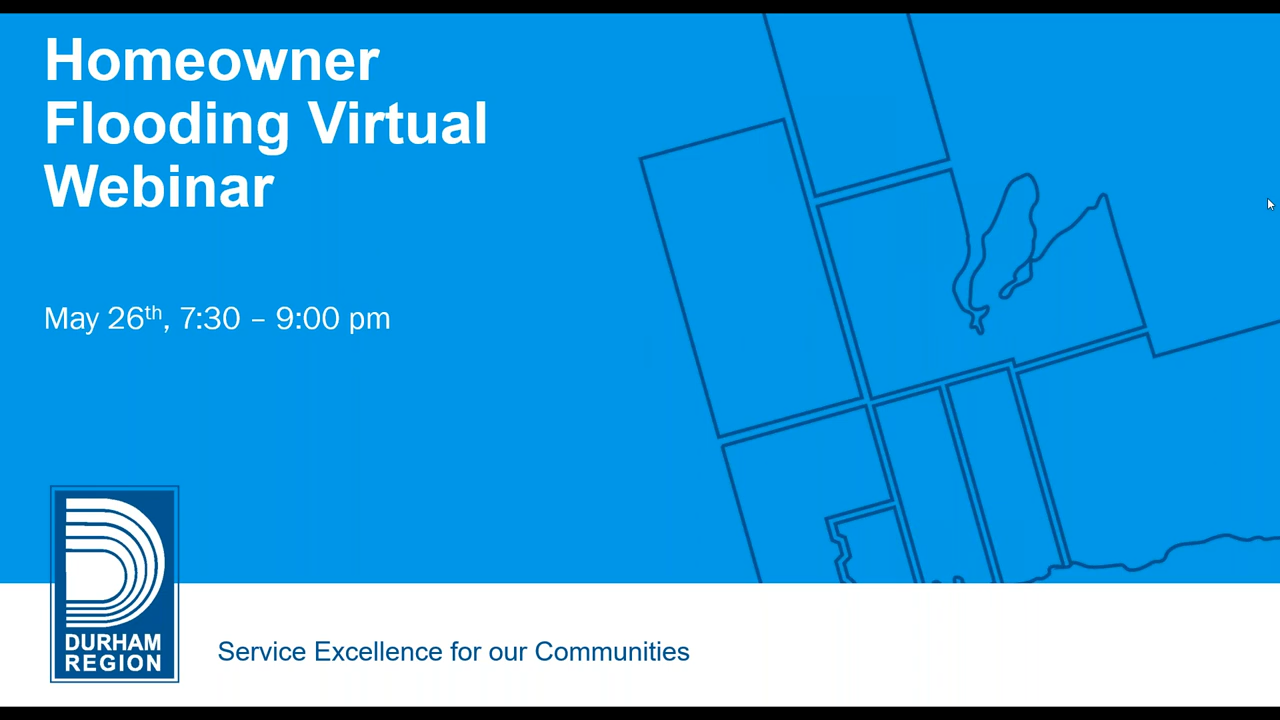 Homeowner
Flooding Virtual
Webinar
May 26th, 7:30 – 9:00 pm
DURHAM
REGION
Service Excellence for our Communities